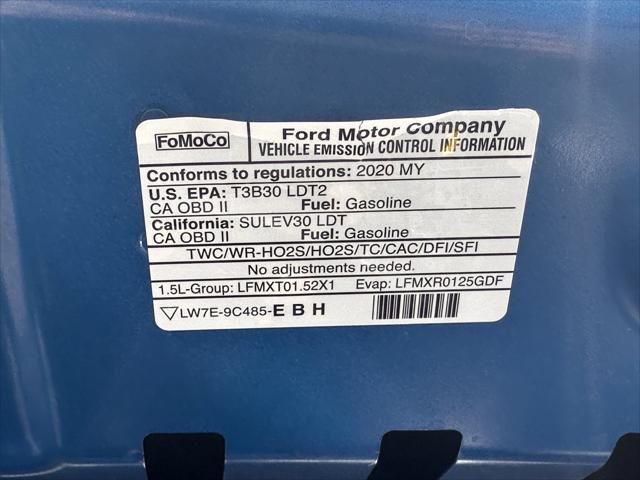 FoMoCo
Ford Motor Company
VEHICLE EMISSION CONTROL INFORMATION
Conforms to regulations: 2020 MY
U.S. EPA: T3B30 LDT2
CA OBD II Fuel: Gasoline
California: SULEV30 LDT
CA OBD II Fuel: Gasoline
TWC/WR-HO2S/HO2S/TC/CAC/DFI/SFI
No adjustments needed.
1.5L-Group: LFMXT01.52X1 Evap: LFMXR0125GDF
LW7E-9C485-EBH